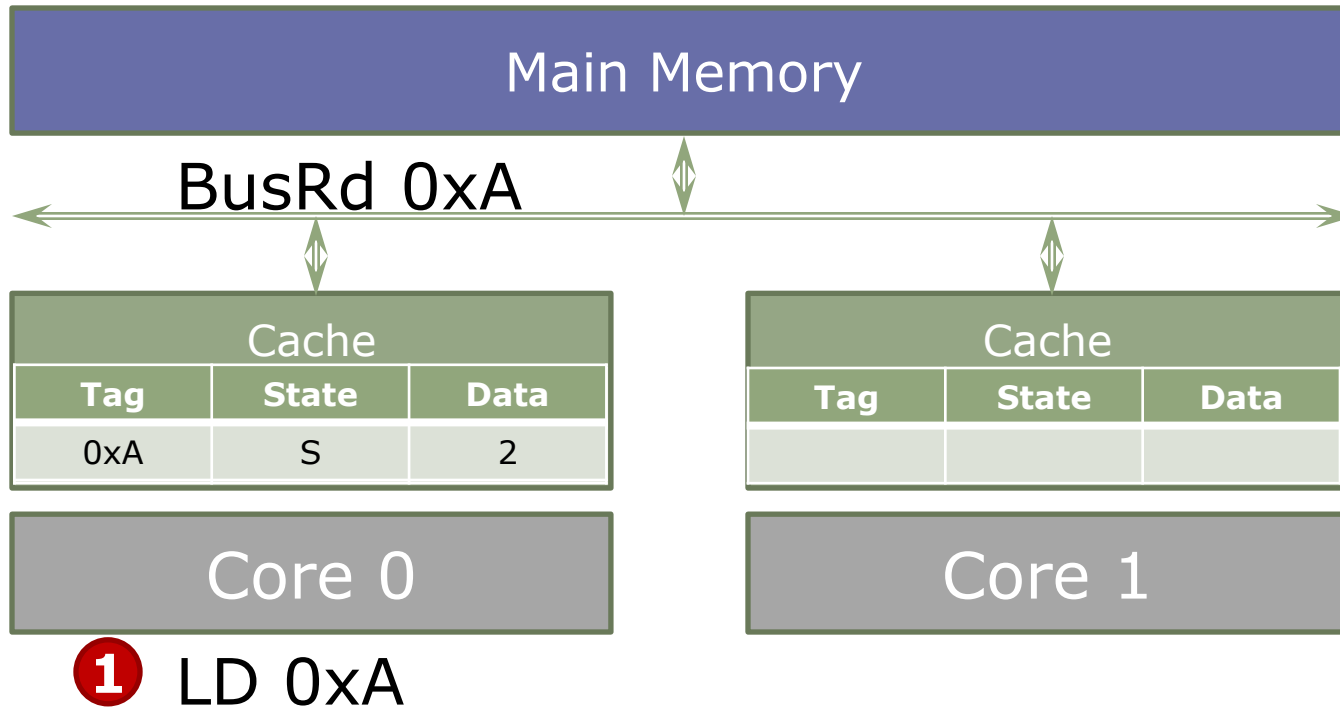 Main Memory
BusRd 0xA
Cache
Tag State Data
0xA S 2
Core 0
Cache
Tag State Data
Core 1
1 LD 0xA